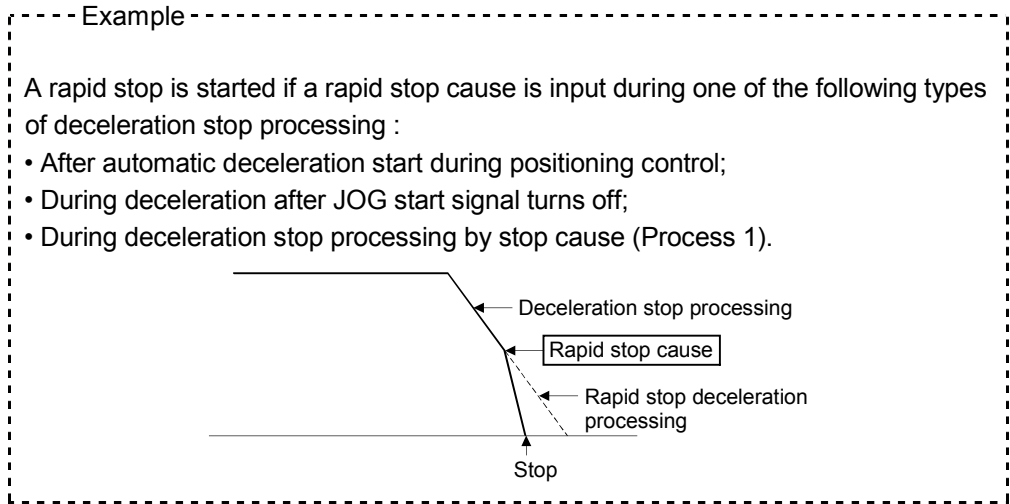 Example
A rapid stop is started if a rapid stop cause is input during one of the following types
of deceleration stop processing :
• After automatic deceleration start during positioning control;
• During deceleration after JOG start signal turns off;
• During deceleration stop processing by stop cause (Process 1).
Deceleration stop processing
Rapid stop cause
Rapid stop deceleration
processing
Stop